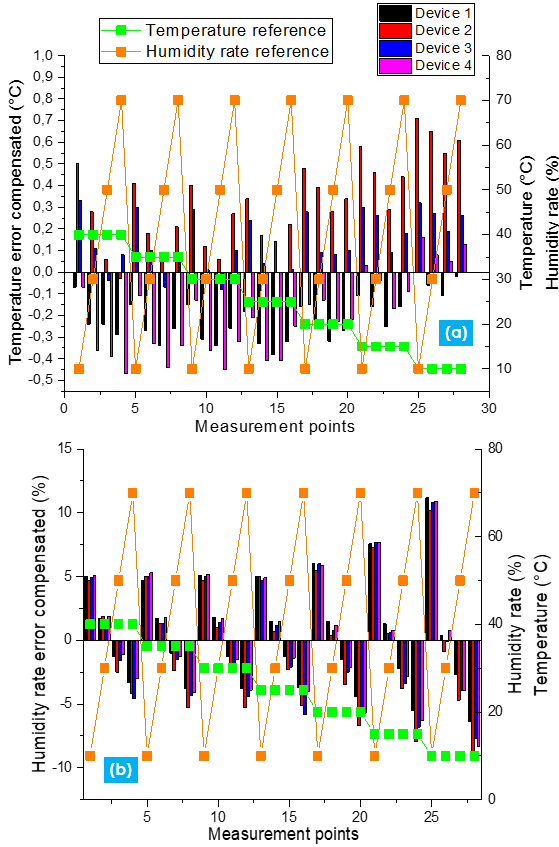 (a)
Temperature reference
Humidity rate reference
Device 1
Device 2
Device 3
Device 4
Temperature error compensated (°C)
1,0
0,9
0,8
0,7
0,6
0,5
0,4
0,3
0,2
0,1
0,0
-0,1
-0,2
-0,3
-0,4
-0,5
80
70
60
50
40
30
20
10
Temperature (°C)
Humidity rate (%)
(a)
0
5
10
15
20
25
30
Measurement points
Humidity rate error compensated (%)
15
10
5
0
-5
-10
80
60
40
20
0
Humidity rate (%)
Temperature (°C)
(b)
5
10
15
20
25
Measurement points